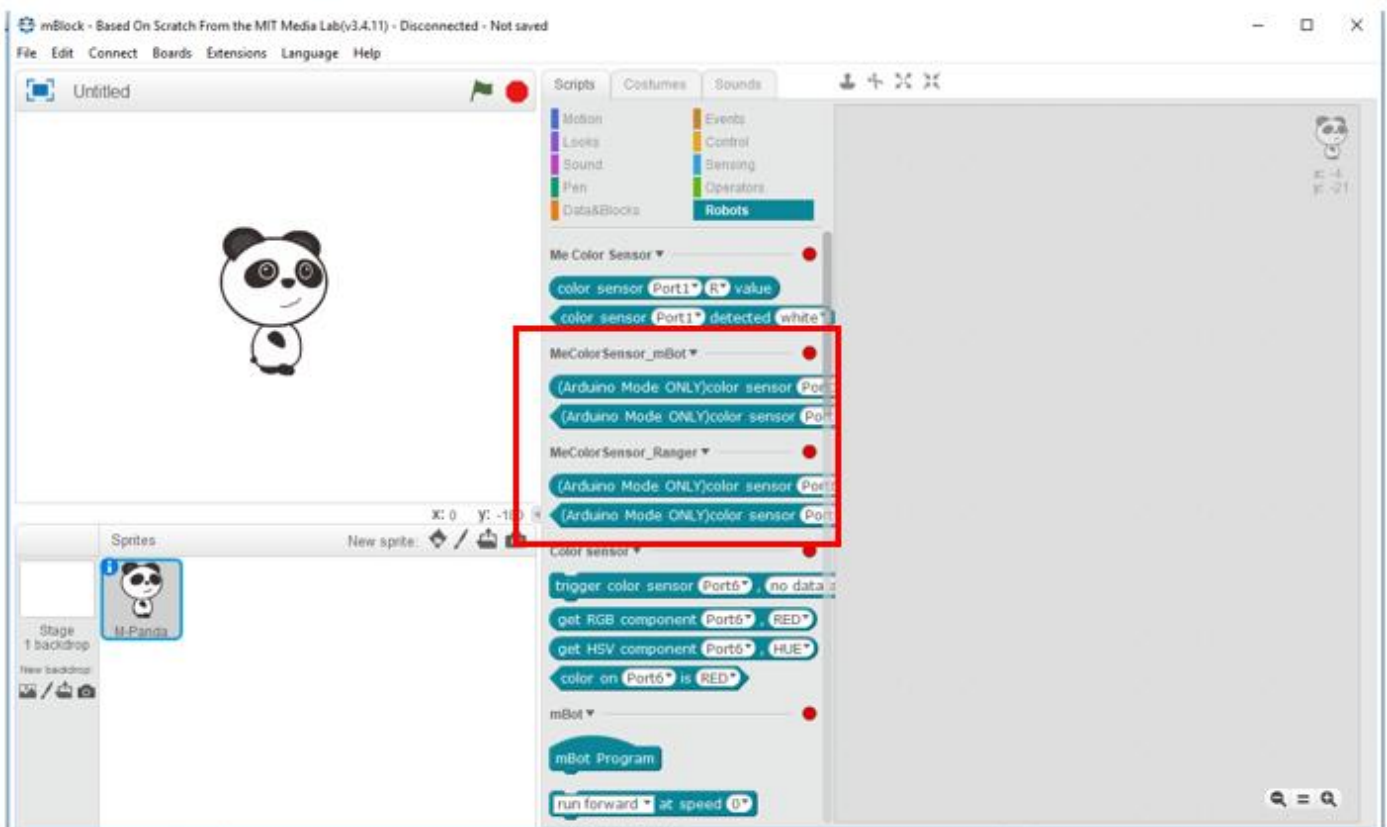 mBlock - Based On Scratch From the MIT Media Lab(v3.4.11) - Disconnected - Not saved
File Edit Connect Boards Extensions Language Help
Untitled
Scripts Costumes Sounds
Motion Events
Looks Control
Sound Sensing
Pen Operators
Data&Blocks Robots
x: -4
y: -21
Me Color Sensor
color sensor Port1 R value
color sensor Port1 detected white
MeColorSensor_mBot
(Arduino Mode ONLY)color sensor
(Arduino Mode ONLY)color sensor
MeColorSensor_Ranger
(Arduino Mode ONLY)color sensor
(Arduino Mode ONLY)color sensor
X: 0 y: -180
Sprites New sprite:
Stage
1 backdrop
New backdrop:
M-Panda
Color sensor
trigger color sensor Port6 , no data
get RGB component Port6 , RED
get HSV component Port6 , HUE
color on Port6 is RED
mBot
mBot Program
run forward at speed 0